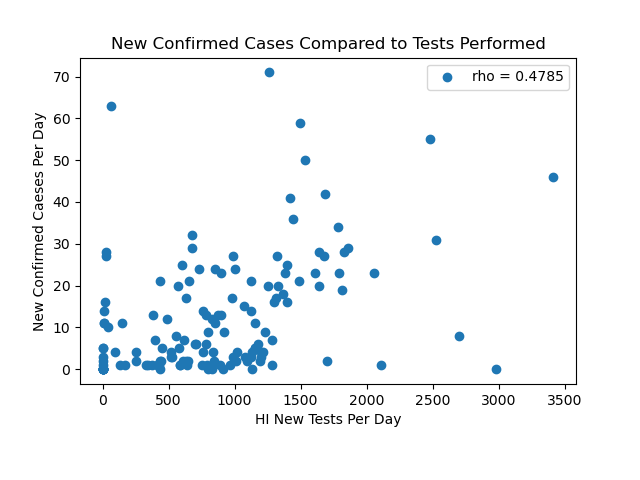 New Confirmed Cases Compared to Tests Performed
rho = 0.4785
New Confirmed Caeses Per Day
70
60
50
40
30
20
10
0
0 500 1000 1500 2000 2500 3000 3500
HI New Tests Per Day